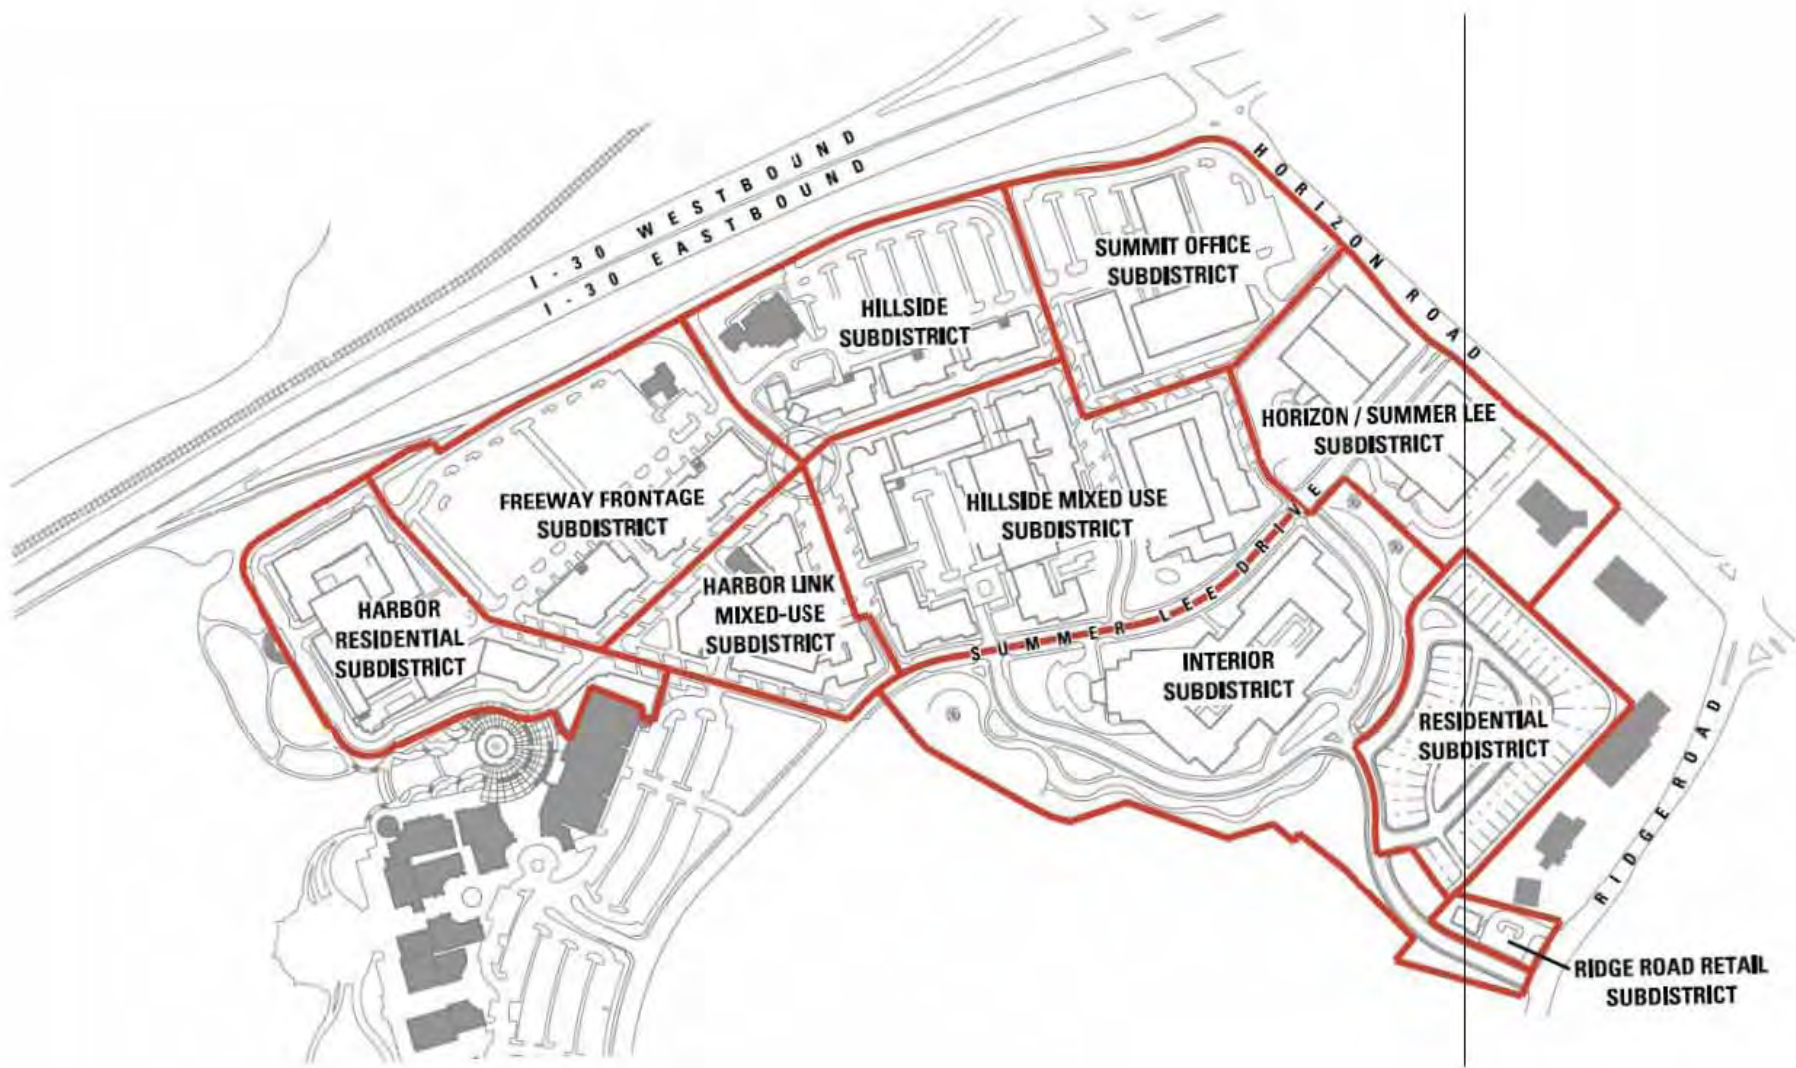 I-30 WESTBOUND
I-30 EASTBOUND
HORIZON ROAD
SUMMIT OFFICE
SUBDISTRICT
HILLSIDE
SUBDISTRICT
HORIZON / SUMMER LEE
SUBDISTRICT
FREEWAY FRONTAGE
SUBDISTRICT
HILLSIDE MIXED USE
SUBDISTRICT
HARBOR LINK
MIXED-USE
SUBDISTRICT
HARBOR
RESIDENTIAL
SUBDISTRICT
SUMMER LEE DRIVE
INTERIOR
SUBDISTRICT
RESIDENTIAL
SUBDISTRICT
RIDGE ROAD
RIDGE ROAD RETAIL
SUBDISTRICT